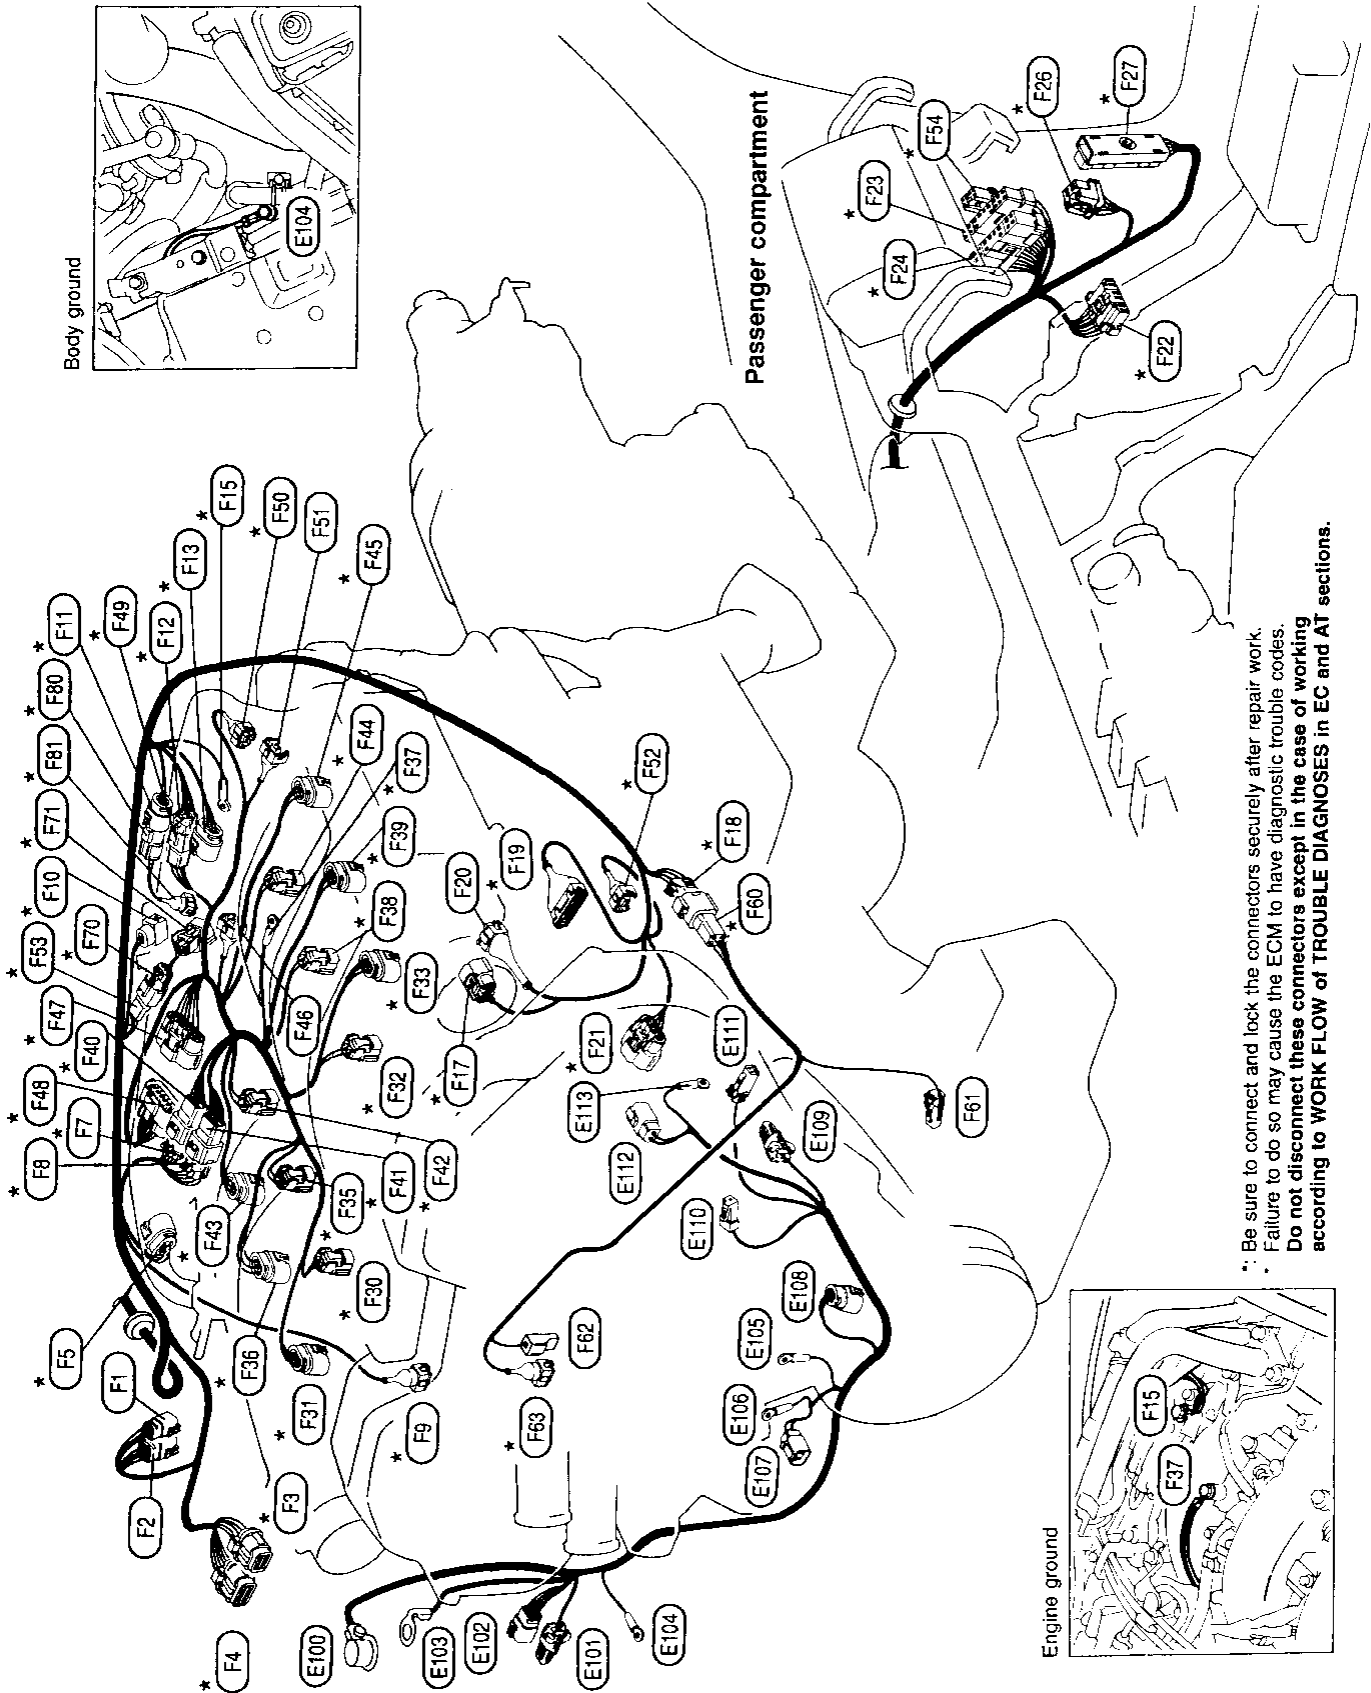 Body ground
E104
Passenger compartment
* F54
* F26
* F27
* F23
* F24
* F22
* F15
* F50
F51
* F45
* F13
* F12
* F49
* F11
* F80
* F81
* F71
* F10
* F70
* F53
* F47
* F40
* F48
* F7
* F8
* F44
* F37
* F39
* F38
* F33
F46
* F32
* F42
* F41
* F35
* F43
* F30
* F36
* F31
* F9
* F5
F1
F2
* F3
* F4
* F52
* F18
* F60
* F19
F20
* F17
* F21
E111
E113
E112
E109
F61
E110
E108
E105
E106
E107
F62
* F63
E100
E103
E102
E101
E104
Engine ground
F15
F37
*: Be sure to connect and lock the connectors securely after repair work.
Failure to do so may cause the ECM to have diagnostic trouble codes.
Do not disconnect these connectors except in the case of working
according to WORK FLOW of TROUBLE DIAGNOSES in EC and AT sections.